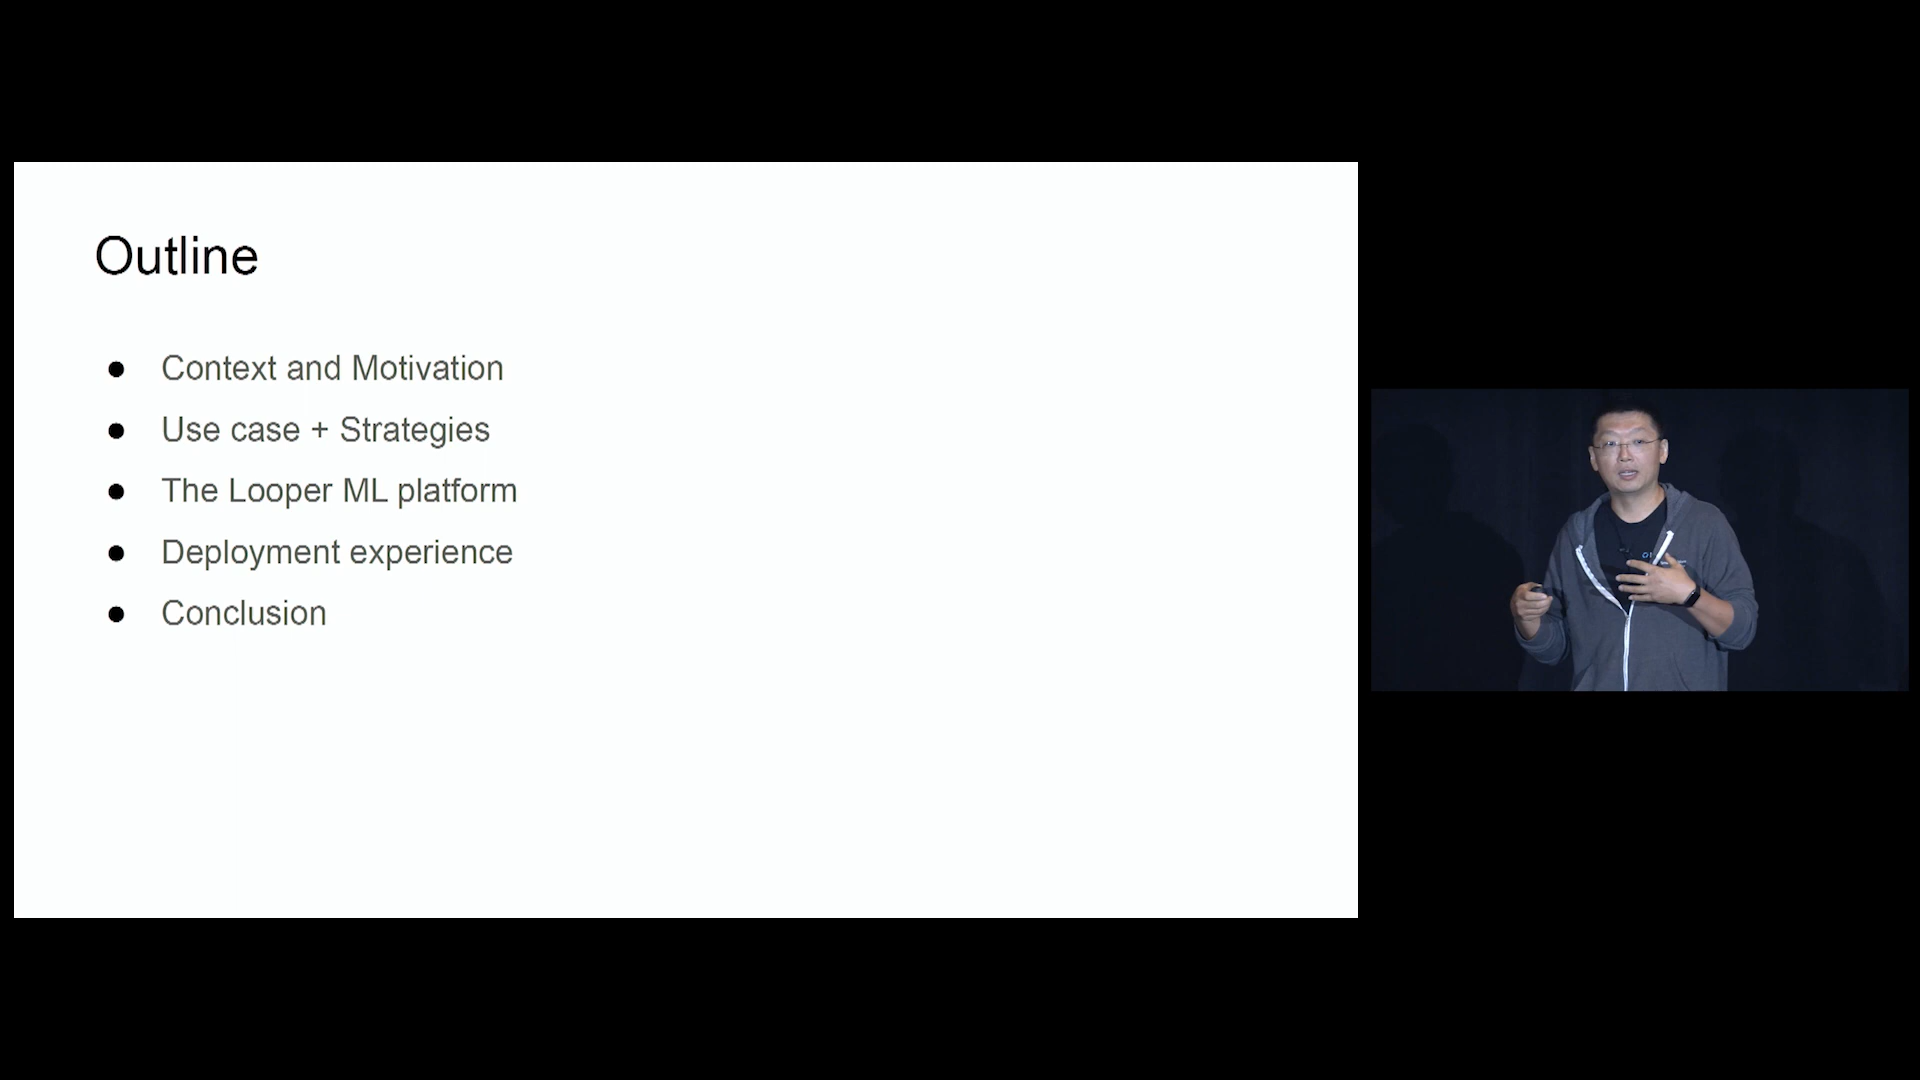 Outline
● Context and Motivation
● Use case + Strategies
● The Looper ML platform
● Deployment experience
● Conclusion